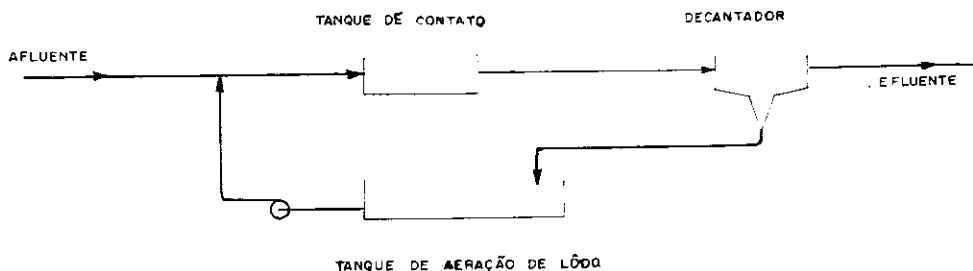 TANQUE DE CONTATO
DECANTADOR
AFLUENTE
EFLUENTE
TANQUE DE AERAÇÃO DE LÔDO